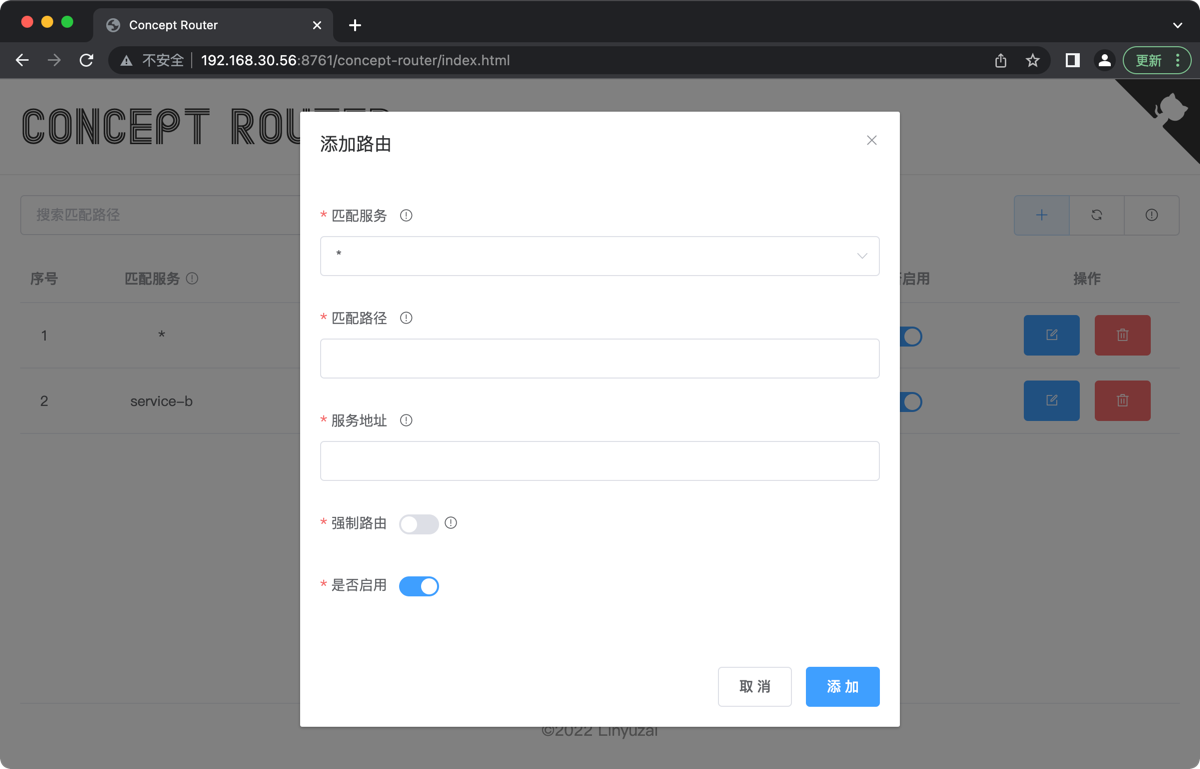 Concept Router
不安全 192.168.30.56:8761/concept-router/index.html 更新
CONCEPT ROUTER
添加路由
搜索匹配路径
* 匹配服务
*
序号 匹配服务 启用 操作
* 匹配路径
1 *
2 service-b
* 服务地址
* 强制路由
* 是否启用
取消 添加
©2022 Linyuzai